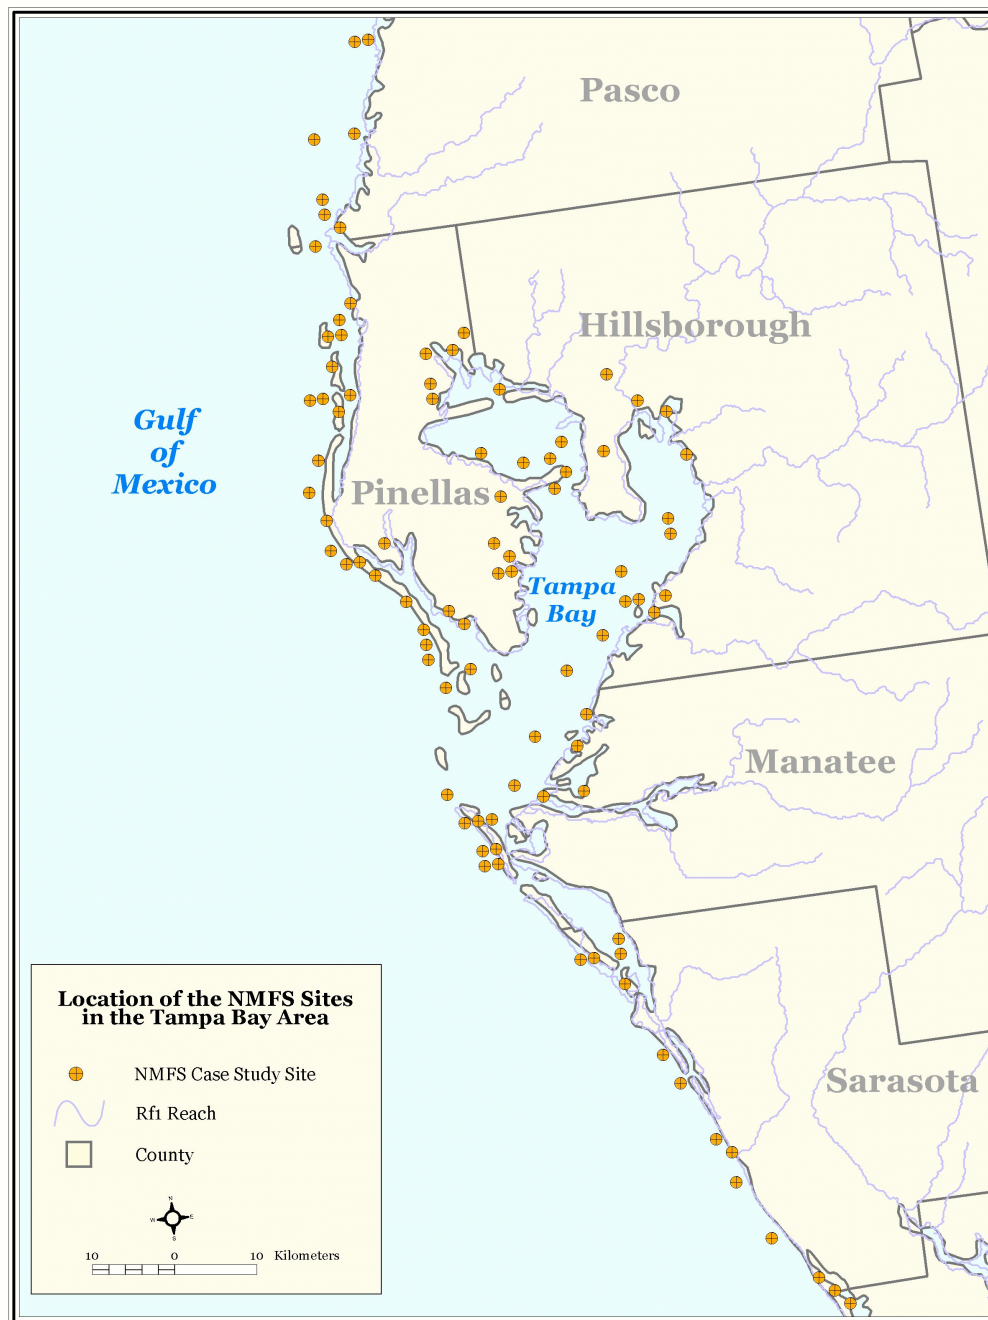 Pasco
Hillsborough
Gulf
of
Mexico
Pinellas
Tampa
Bay
Manatee
Location of the NMFS Sites
in the Tampa Bay Area
NMFS Case Study Site
Rf1 Reach
County
N
W E
S
10 0 10 Kilometers
Sarasota